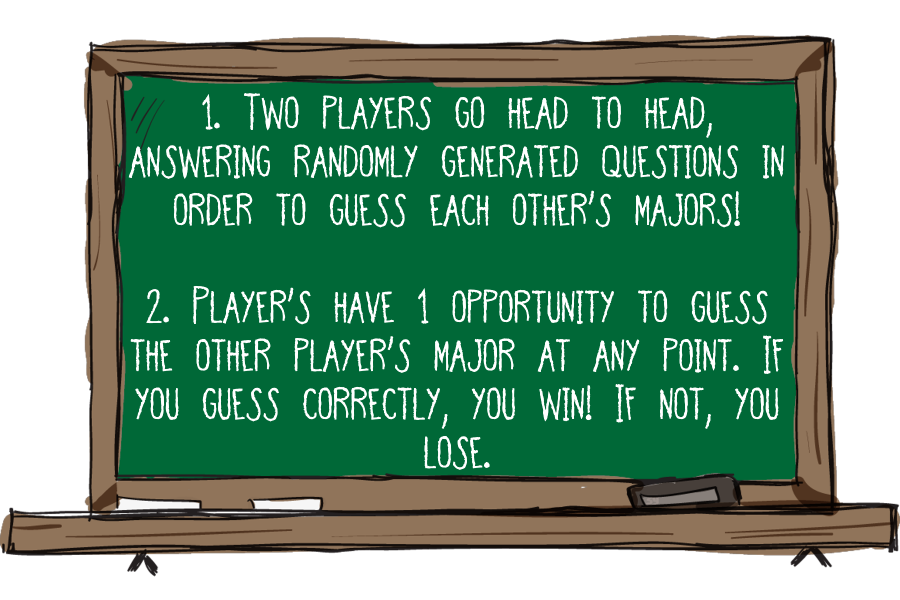 1. Two players go head to head,
answering randomly generated questions in
order to guess each other's majors!
2. Player's have 1 opportunity to guess
the other player's major at any point. If
you guess correctly, you win! If not, you
lose.